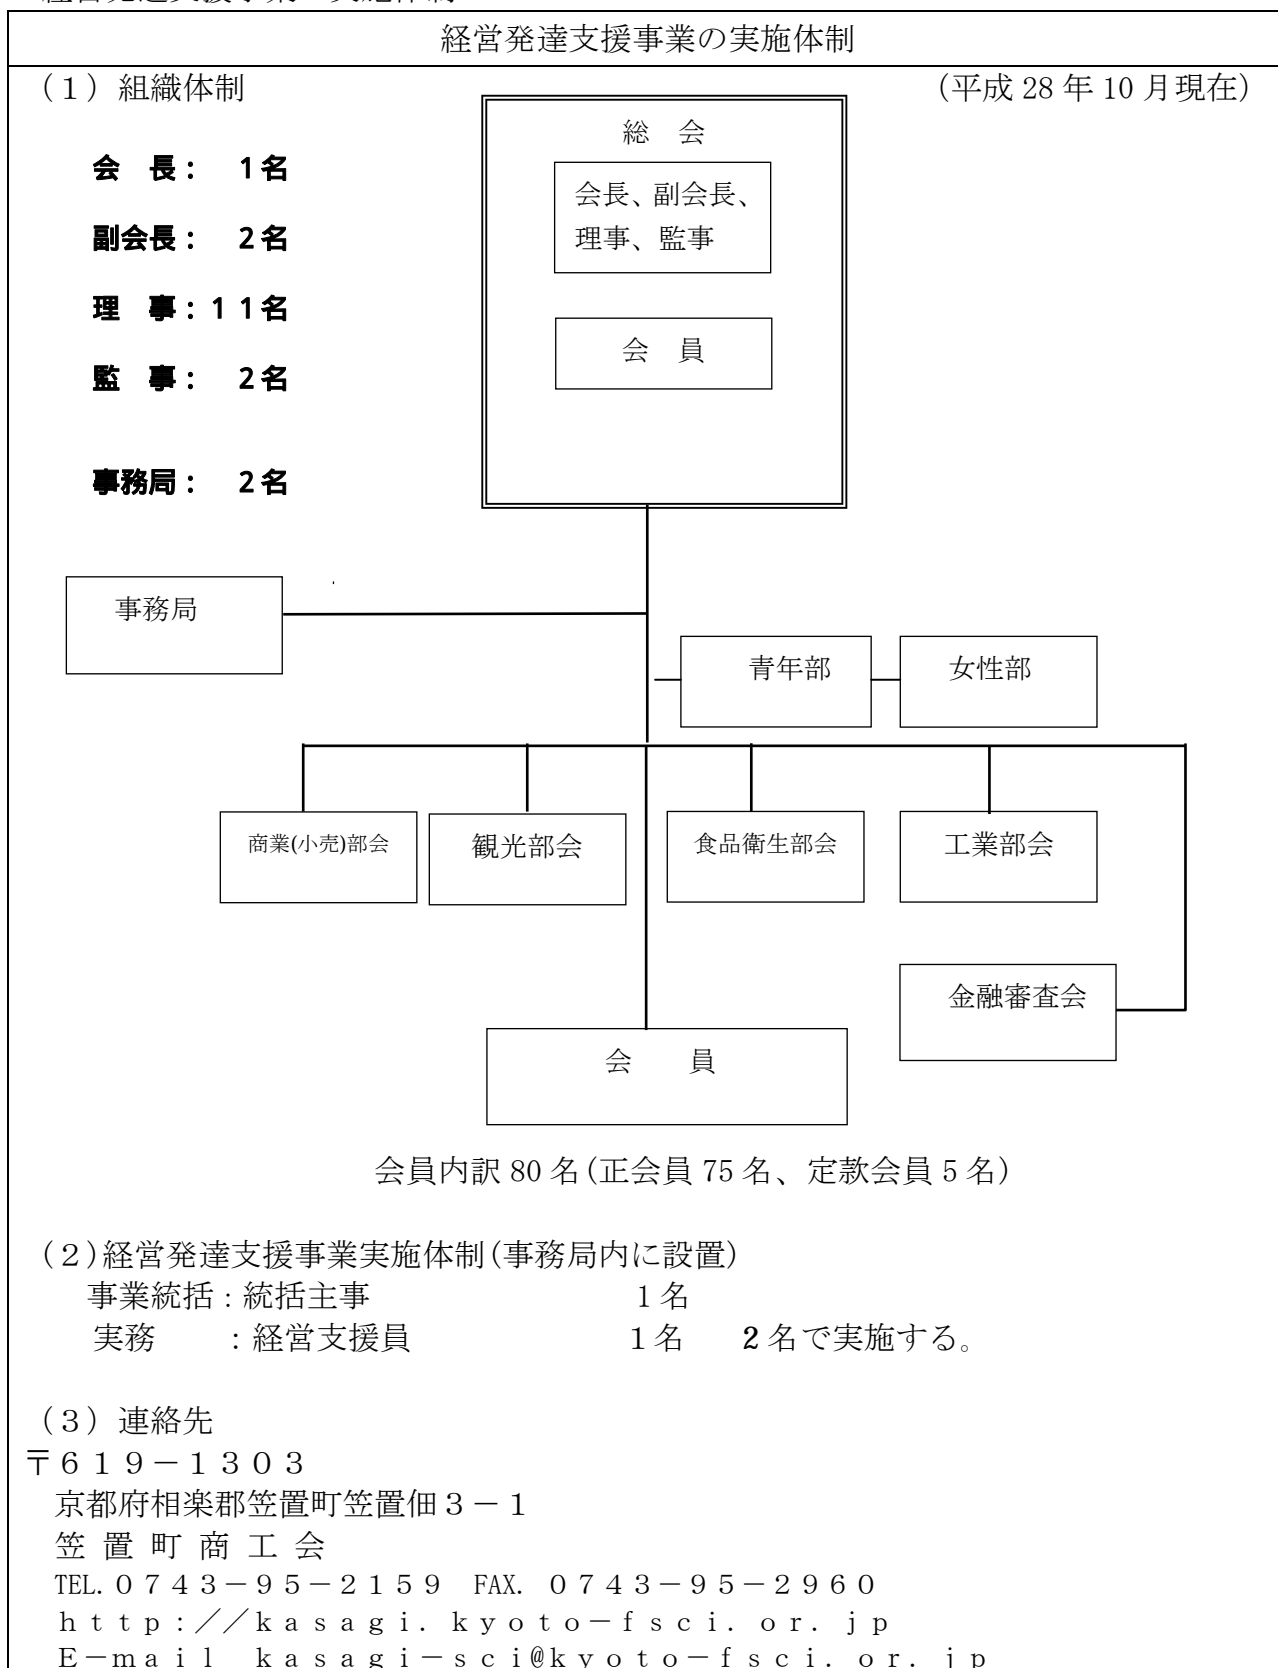 経営発達支援事業の実施体制
（１）組織体制
（平成 28 年 10 月現在）
会　長：　１名
副会長：　２名
理　事：１１名
監　事：　２名
事務局：　２名
総　会
会長、副会長、
理事、監事
会　員
事務局
青年部
女性部
商業(小売)部会
観光部会
食品衛生部会
工業部会
金融審査会
会　　員
会員内訳 80 名(正会員 75 名、定款会員 5 名)
（２)経営発達支援事業実施体制(事務局内に設置)
事業統括：統括主事　　　　　　　　１名
実務　　：経営支援員　　　　　　　１名　２名で実施する。
（３）連絡先
〒６１９－１３０３
京都府相楽郡笠置町笠置佃３－１
笠 置 町 商 工 会
TEL.０７４３－９５－２１５９　FAX. ０７４３－９５－２９６０
ｈｔｔｐ：／／ｋａｓａｇｉ．ｋｙｏｔｏ－ｆｓｃｉ．ｏｒ．ｊｐ
Ｅ－ｍａｉｌ　ｋａｓａｇｉ－ｓｃｉ＠ｋｙｏｔｏ－ｆｓｃｉ．ｏｒ．ｊｐ